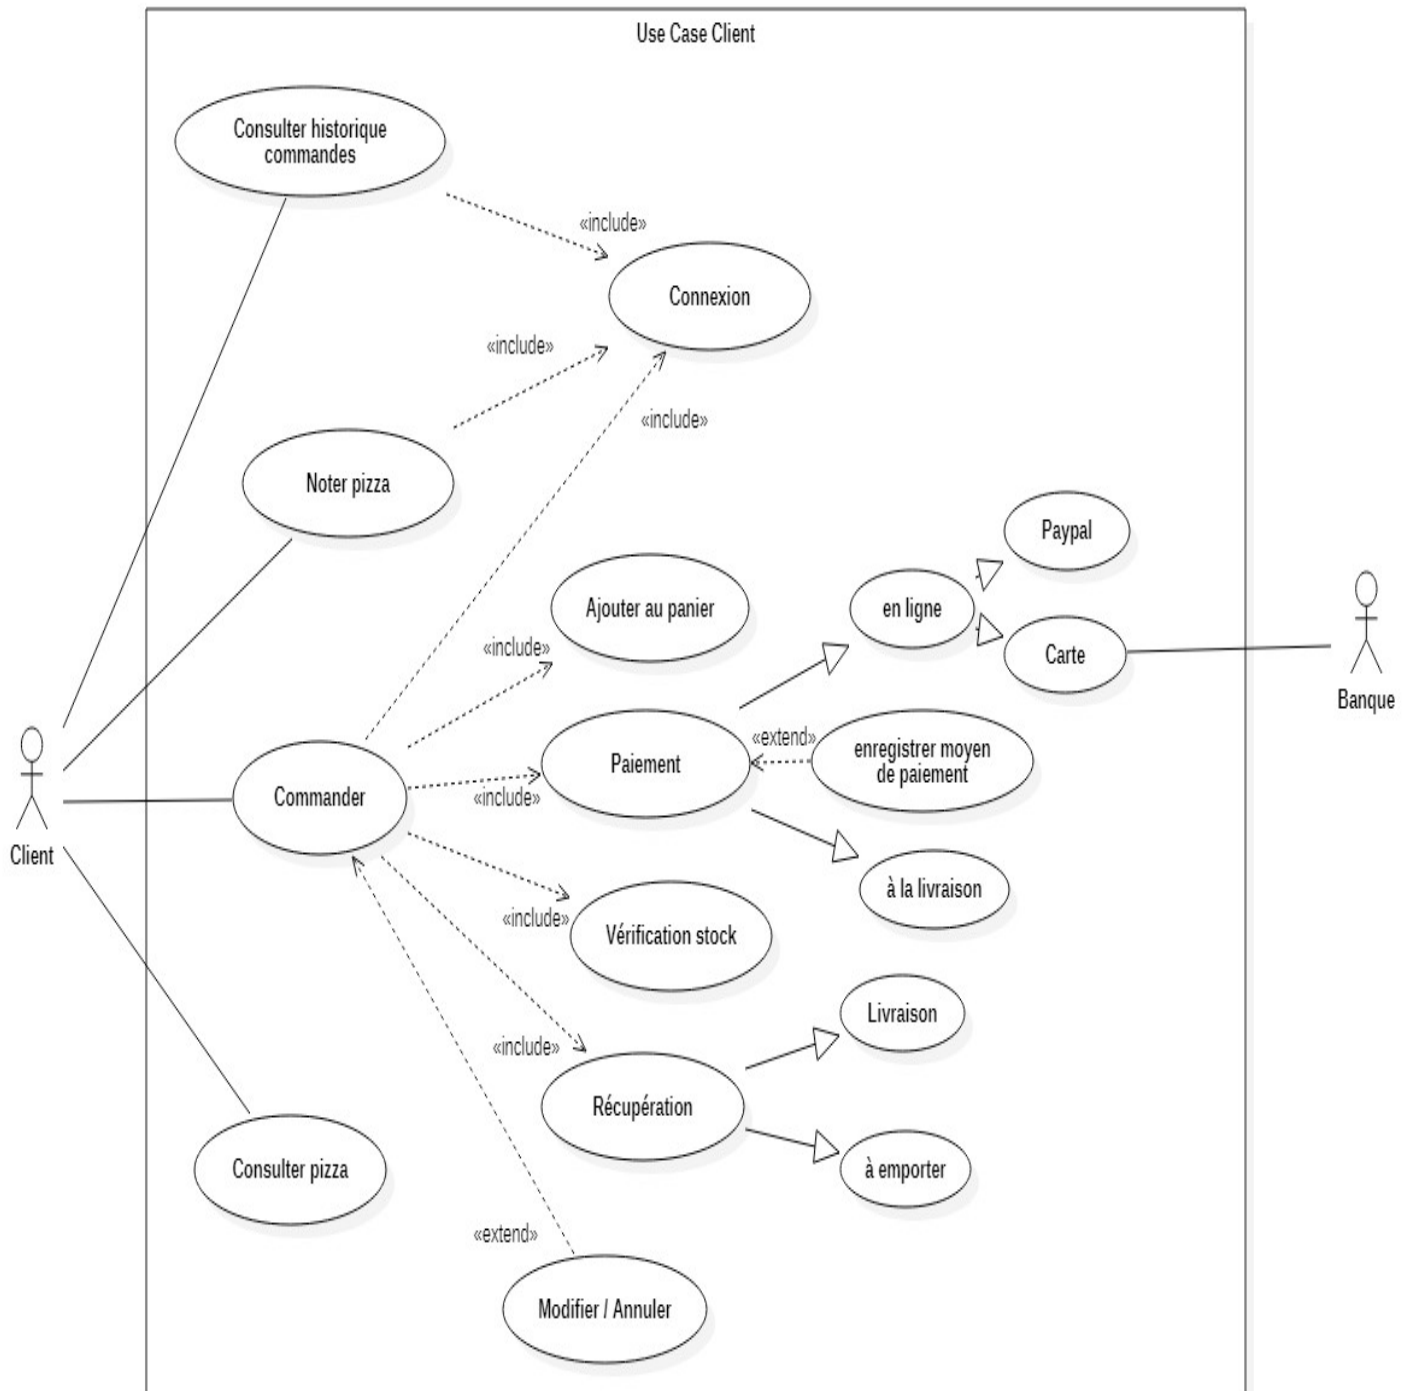 Use Case Client
Consulter historique
commandes
«include»
Connexion
«include»
«include»
Noter pizza
Paypal
Ajouter au panier
en ligne
«include»
Carte
Banque
«extend»
enregistrer moyen
de paiement
Paiement
Commander
«include»
Client
à la livraison
«include»
Vérification stock
Livraison
«include»
Récupération
à emporter
Consulter pizza
«extend»
Modifier / Annuler